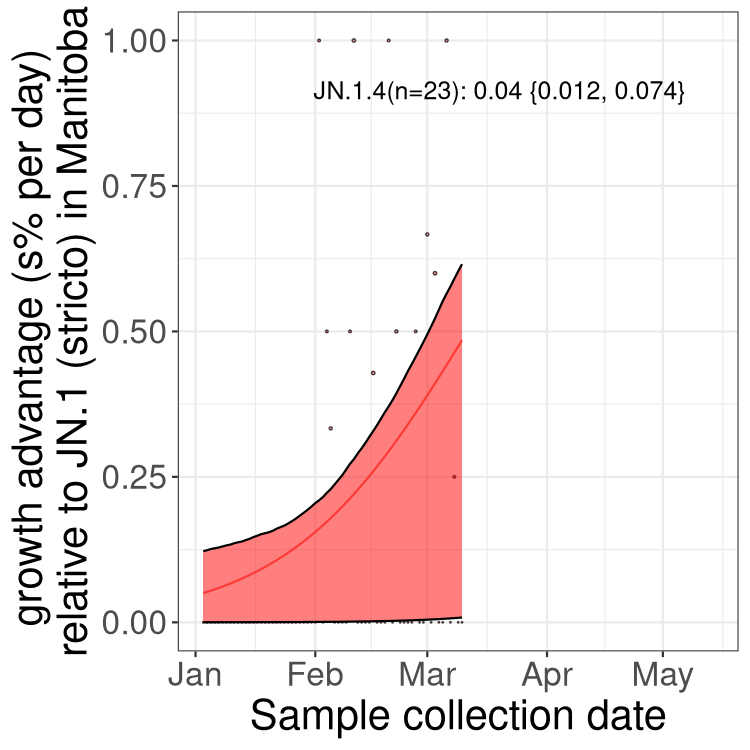 growth advantage (s% per day)
relative to JN.1 (stricto) in Manitoba
1.00
0.75
0.50
0.25
0.00
JN.1.4(n=23): 0.04 {0.012, 0.074}
Jan
Feb
Mar
Apr
May
Sample collection date